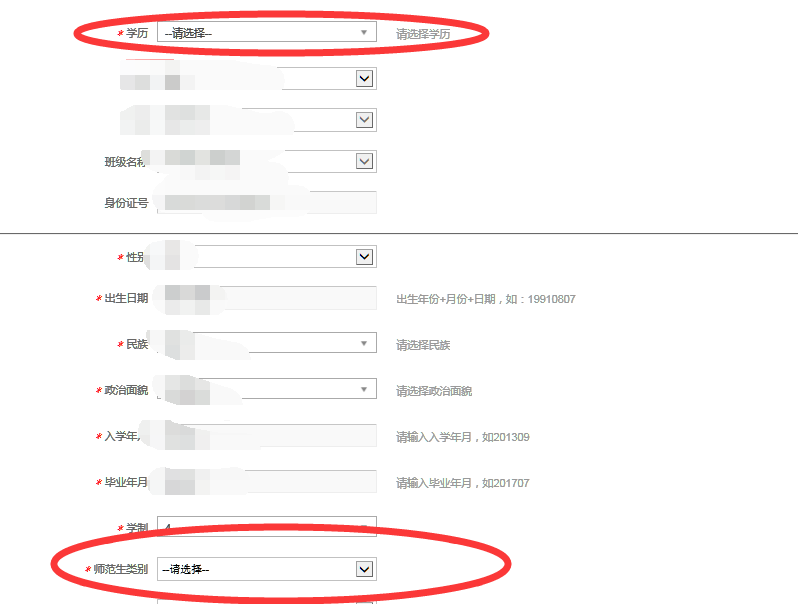 * 学历 --请选择-- 请选择学历
班级名称
身份证号
* 性别
* 出生日期 出生年份+月份+日期，如：19910807
* 民族 请选择民族
* 政治面貌 请选择政治面貌
* 入学年月 请输入入学年月，如201309
* 毕业年月 请输入毕业年月，如201707
* 学制 4
* 师范生类别 --请选择--